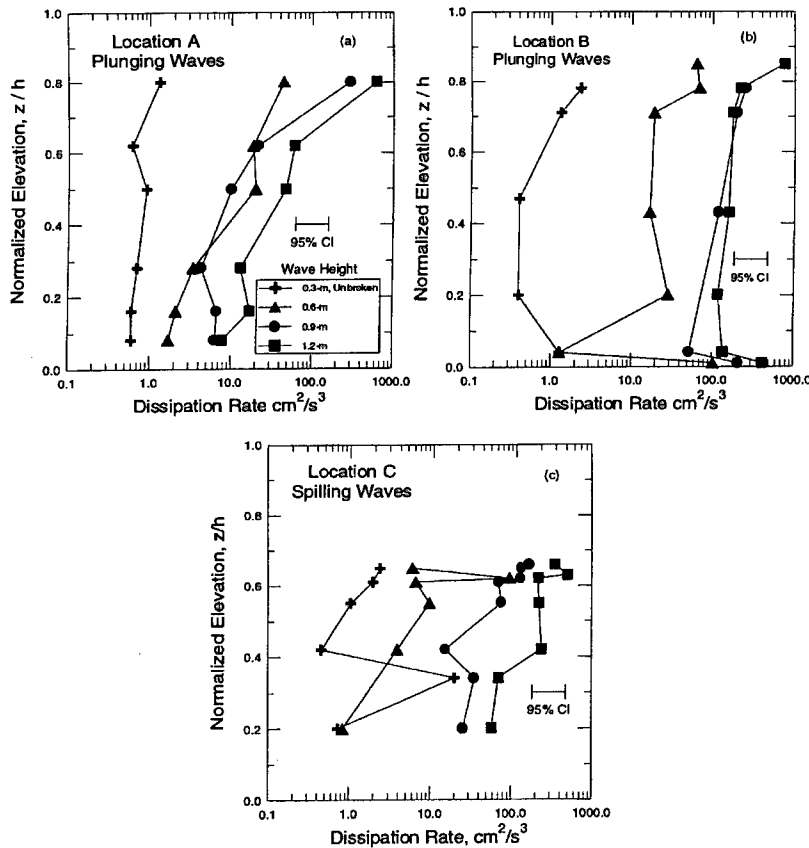 Location A
Plunging Waves
(a)
Normalized Elevation, z / h
1.0
0.8
0.6
0.4
0.2
0.0
95% CI
Wave Height
0.3-m, Unbroken
0.6-m
0.9-m
1.2-m
0.1 1.0 10.0 100.0 1000.0
Dissipation Rate cm²/s³
Location B
Plunging Waves
(b)
Normalized Elevation, z / h
1.0
0.8
0.6
0.4
0.2
0.0
95% CI
0.1 1.0 10.0 100.0 1000.0
Dissipation Rate cm²/s³
Location C
Spilling Waves
(c)
Normalized Elevation, z/h
1.0
0.8
0.6
0.4
0.2
0.0
95% CI
0.1 1.0 10.0 100.0 1000.0
Dissipation Rate, cm²/s³